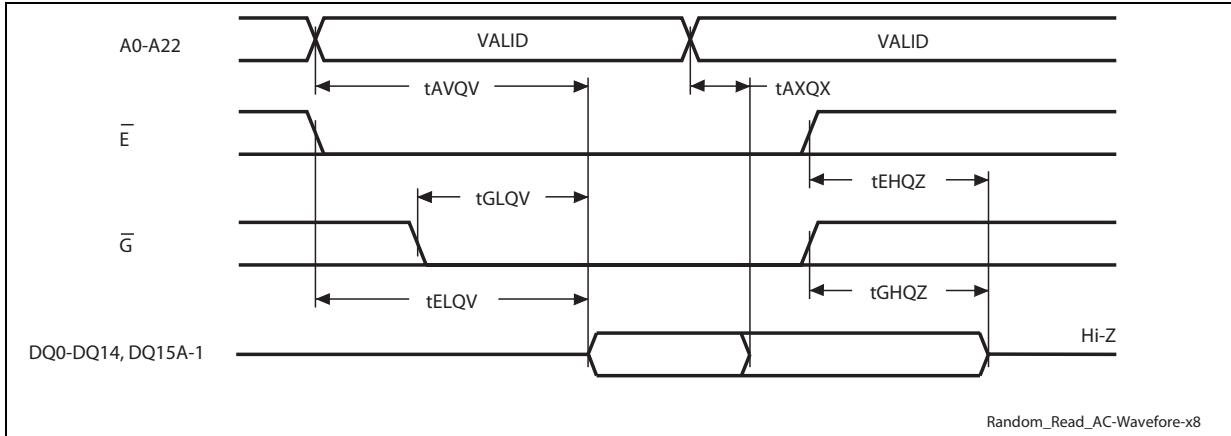 A0-A22
VALID
VALID
tAVQV
tAXQX
E
tEHQZ
tGLQV
G
tGHQZ
tELQV
Hi-Z
DQ0-DQ14, DQ15A-1
Random_Read_AC-Wavefore-x8